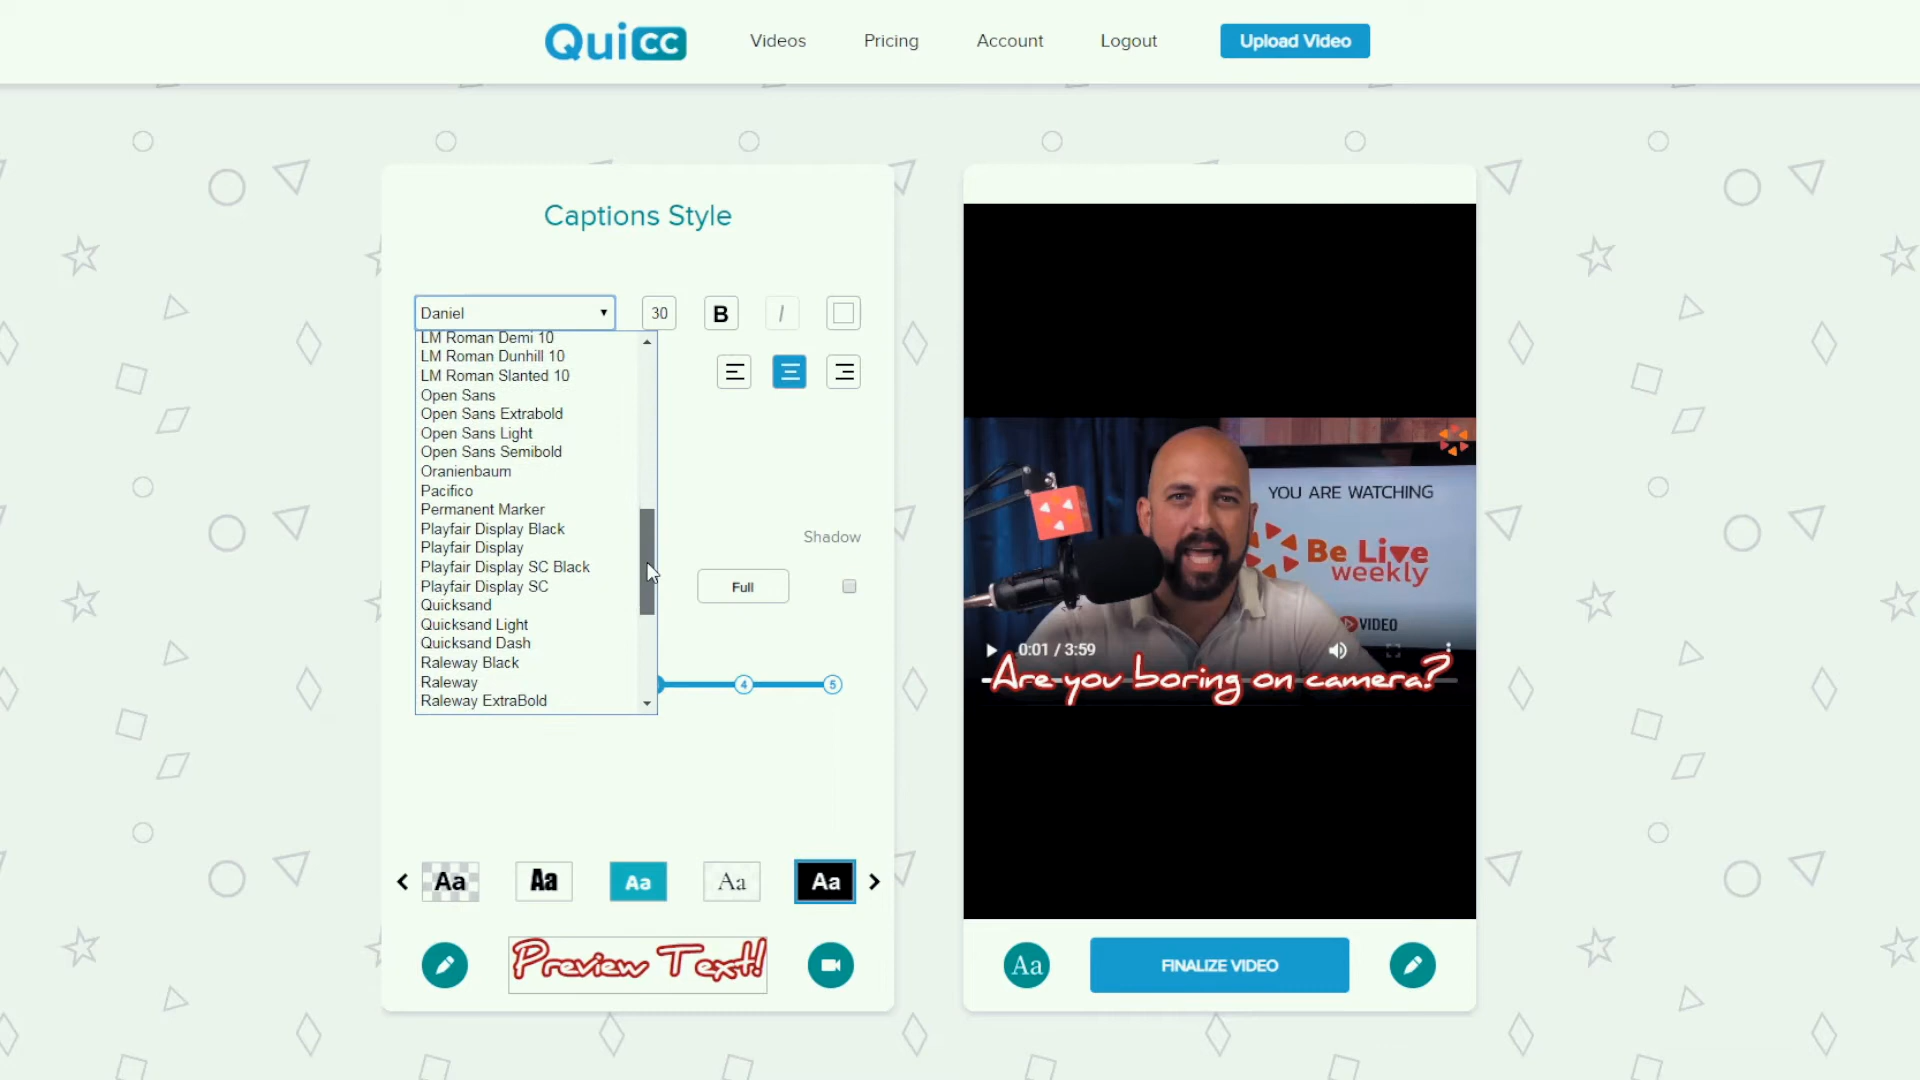 Quicc
Videos
Pricing
Account
Logout
Upload Video
Captions Style
Daniel
30
B
I
LM Roman Demi 10
LM Roman Dunhill 10
LM Roman Slanted 10
Open Sans
Open Sans Extrabold
Open Sans Light
Open Sans Semibold
Oranienbaum
Pacifico
Permanent Marker
Playfair Display Black
Playfair Display
Playfair Display SC Black
Playfair Display SC
Quicksand
Quicksand Light
Quicksand Dash
Raleway Black
Raleway
Raleway ExtraBold
Shadow
Full
4
5
Aa
Aa
Aa
Aa
Aa
Preview Text!
YOU ARE WATCHING
Be Live
weekly
VIDEO
0:01 / 3:59
Are you boring on camera?
Aa
FINALIZE VIDEO